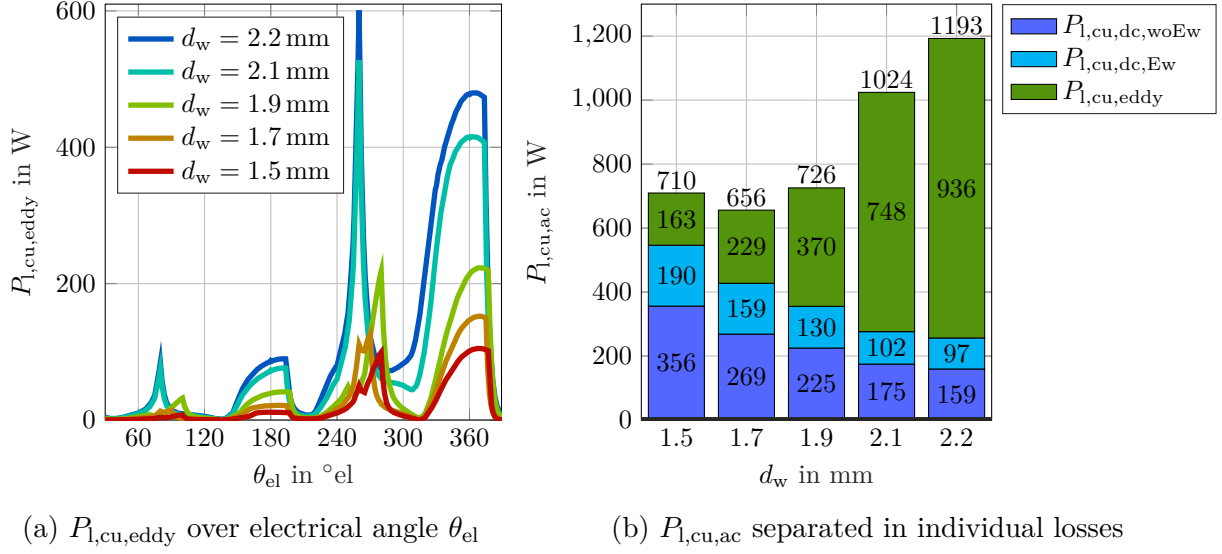 600
400
200
0
60 120 180 240 300 360
P_l,cu,eddy in W
θ_el in °el
d_w = 2.2 mm
d_w = 2.1 mm
d_w = 1.9 mm
d_w = 1.7 mm
d_w = 1.5 mm
(a) P_l,cu,eddy over electrical angle θ_el
1,200
1,000
800
600
400
200
0
P_l,cu,ac in W
710 656 726 1024 1193
163 229 370 748 936
190 159 130 102 97
356 269 225 175 159
1.5 1.7 1.9 2.1 2.2
d_w in mm
P_l,cu,dc,woEw
P_l,cu,dc,Ew
P_l,cu,eddy
(b) P_l,cu,ac separated in individual losses